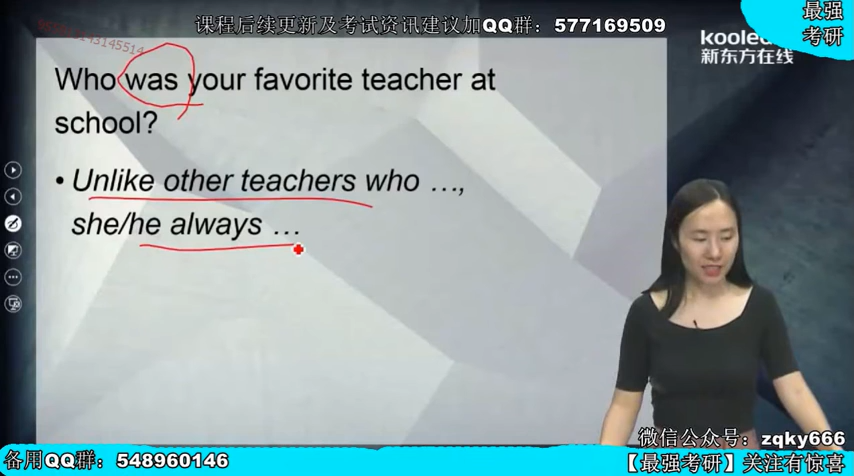 课程后续更新及考试资讯建议加QQ群：577169509
最强
考研
新东方在线
Who was your favorite teacher at
school?
• Unlike other teachers who …,
she/he always …
微信公众号：zqky666
备用QQ群：548960146
【最强考研】关注有惊喜